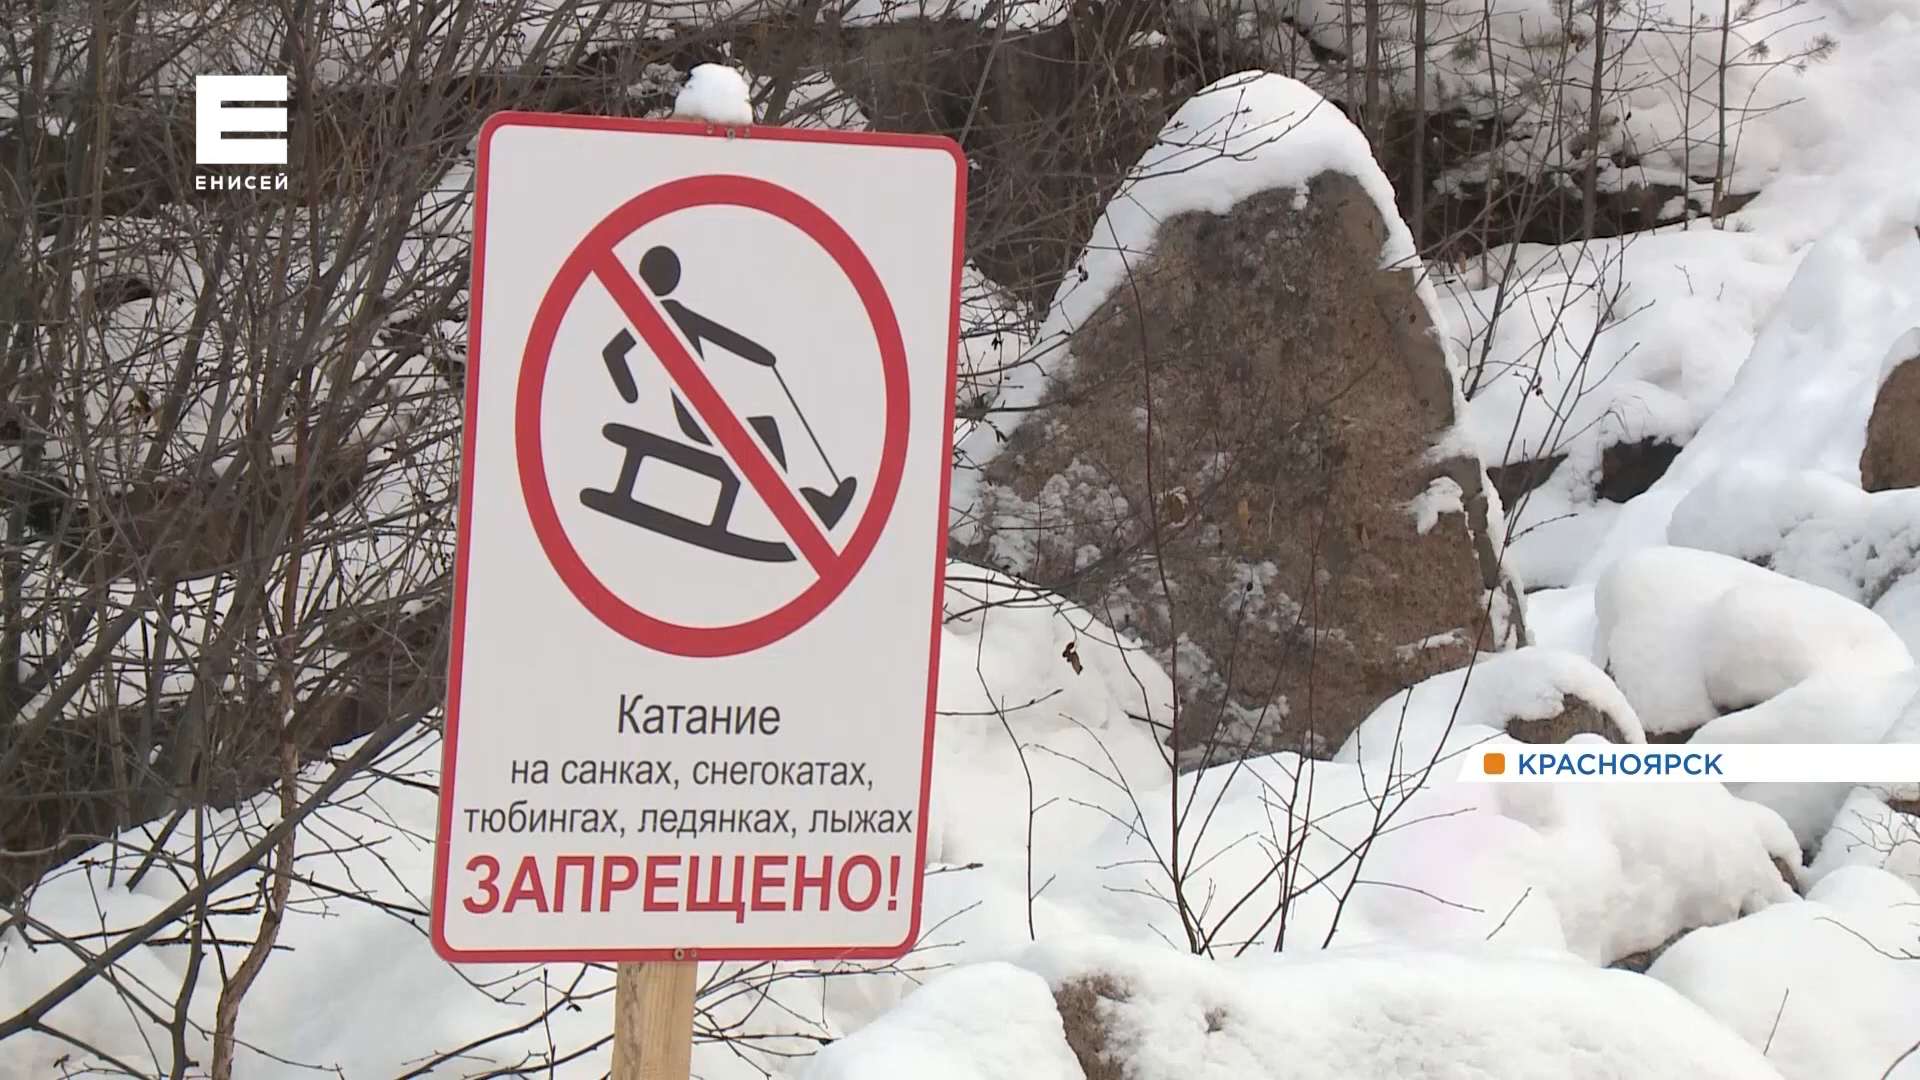 ЕНИСЕЙ
Катание
на санках, снегокатах,
тюбингах, ледянках, лыжах
ЗАПРЕЩЕНО!
КРАСНОЯРСК